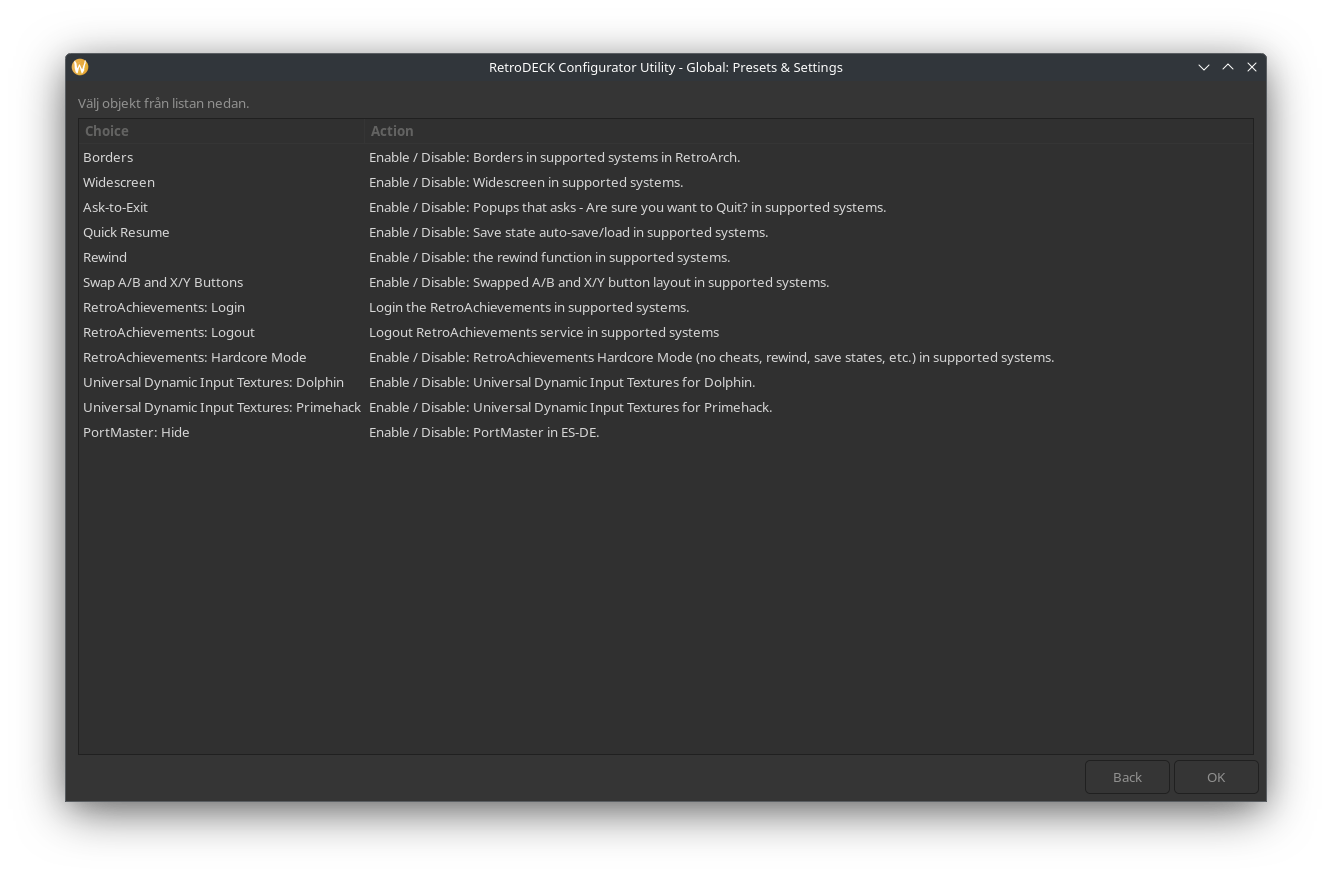 RetroDECK Configurator Utility - Global: Presets & Settings
Välj objekt från listan nedan.
Choice Action
Borders Enable / Disable: Borders in supported systems in RetroArch.
Widescreen Enable / Disable: Widescreen in supported systems.
Ask-to-Exit Enable / Disable: Popups that asks - Are sure you want to Quit? in supported systems.
Quick Resume Enable / Disable: Save state auto-save/load in supported systems.
Rewind Enable / Disable: the rewind function in supported systems.
Swap A/B and X/Y Buttons Enable / Disable: Swapped A/B and X/Y button layout in supported systems.
RetroAchievements: Login Login the RetroAchievements in supported systems.
RetroAchievements: Logout Logout RetroAchievements service in supported systems
RetroAchievements: Hardcore Mode Enable / Disable: RetroAchievements Hardcore Mode (no cheats, rewind, save states, etc.) in supported systems.
Universal Dynamic Input Textures: Dolphin Enable / Disable: Universal Dynamic Input Textures for Dolphin.
Universal Dynamic Input Textures: Primehack Enable / Disable: Universal Dynamic Input Textures for Primehack.
PortMaster: Hide Enable / Disable: PortMaster in ES-DE.
Back OK